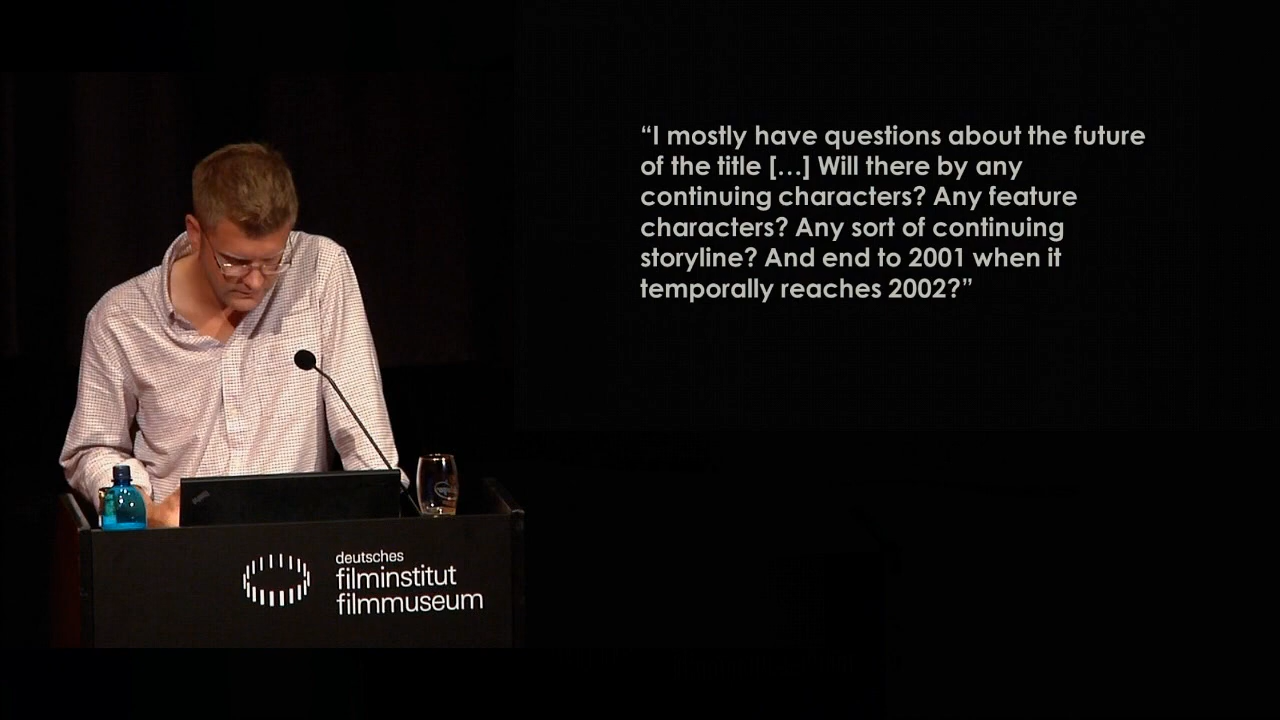 “I mostly have questions about the future
of the title […] Will there by any
continuing characters? Any feature
characters? Any sort of continuing
storyline? And end to 2001 when it
temporally reaches 2002?”
deutsches
filminstitut
filmmuseum